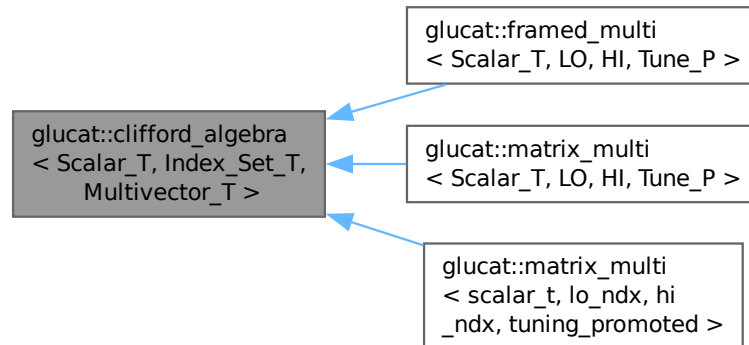 glucat::framed_multi
< Scalar_T, LO, HI, Tune_P >
glucat::clifford_algebra
< Scalar_T, Index_Set_T,
Multivector_T >
glucat::matrix_multi
< Scalar_T, LO, HI, Tune_P >
glucat::matrix_multi
< scalar_t, lo_ndx, hi
_ndx, tuning_promoted >